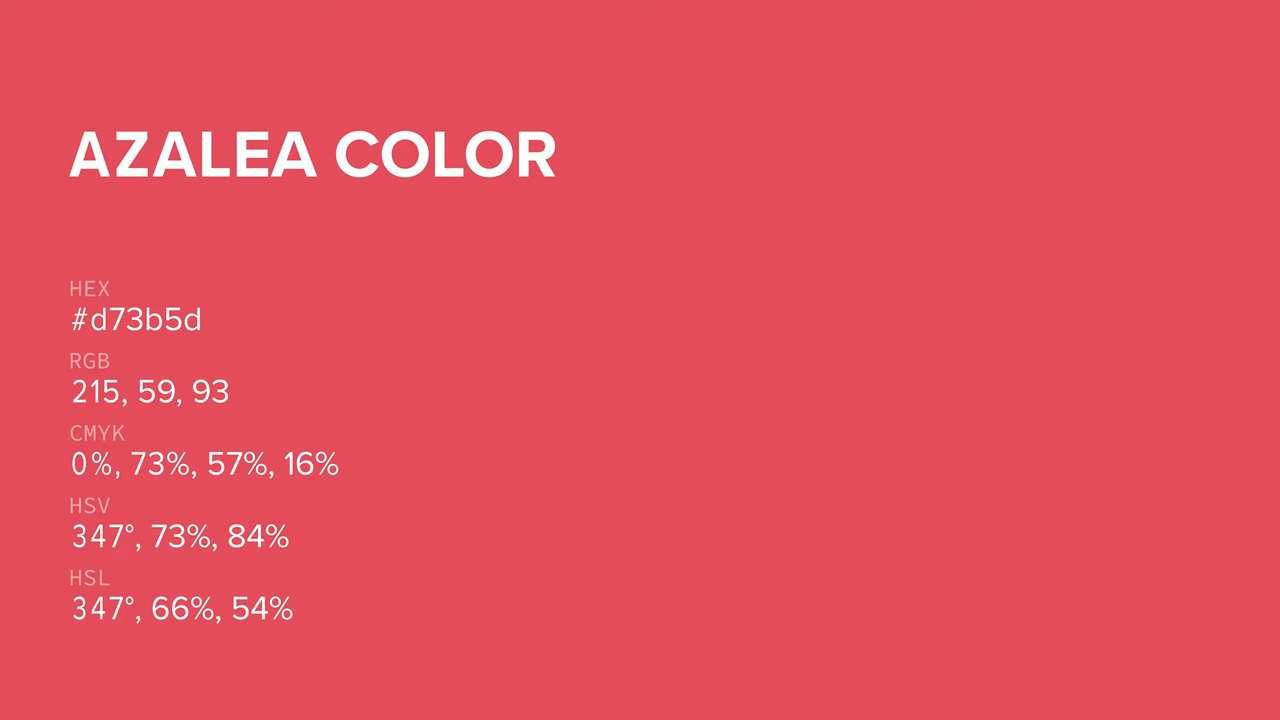 AZALEA COLOR
HEX
#d73b5d
RGB
215, 59, 93
CMYK
0%, 73%, 57%, 16%
HSV
347°, 73%, 84%
HSL
347°, 66%, 54%